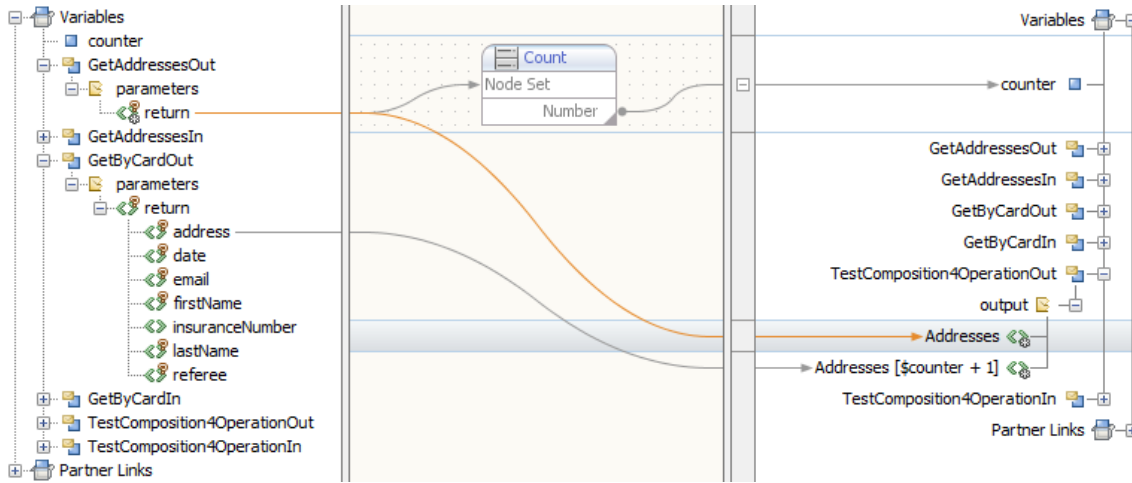 Variables
counter
GetAddressesOut
parameters
return
GetAddressesIn
GetByCardOut
parameters
return
address
date
email
firstName
insuranceNumber
lastName
referee
GetByCardIn
TestComposition4OperationOut
TestComposition4OperationIn
Partner Links
Count
Node Set
Number
Variables
counter
GetAddressesOut
GetAddressesIn
GetByCardOut
GetByCardIn
TestComposition4OperationOut
output
Addresses
Addresses [$counter + 1]
TestComposition4OperationIn
Partner Links